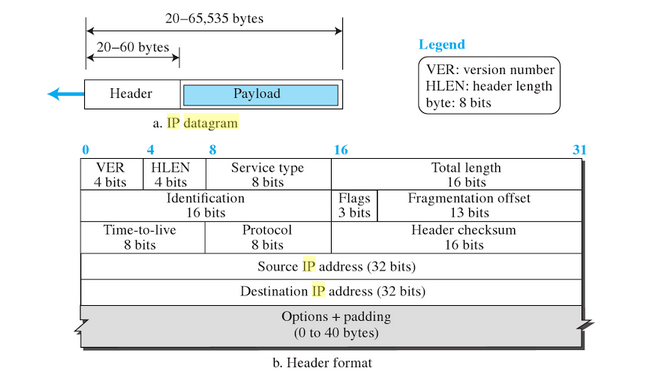 20–65,535 bytes
20–60 bytes
Header
Payload
a. IP datagram
Legend
VER: version number
HLEN: header length
byte: 8 bits
0 4 8 16 31
VER
4 bits
HLEN
4 bits
Service type
8 bits
Total length
16 bits
Identification
16 bits
Flags
3 bits
Fragmentation offset
13 bits
Time-to-live
8 bits
Protocol
8 bits
Header checksum
16 bits
Source IP address (32 bits)
Destination IP address (32 bits)
Options + padding
(0 to 40 bytes)
b. Header format